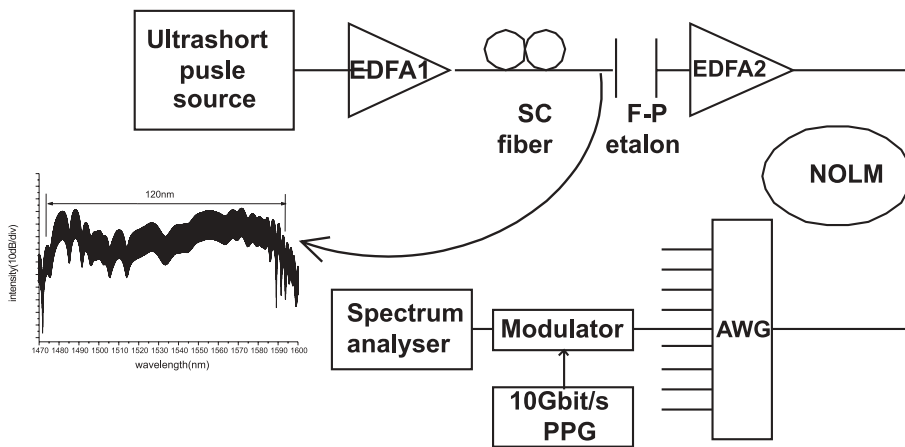 Ultrashort
pusle
source
EDFA1
SC
fiber
F-P
etalon
EDFA2
NOLM
120nm
intensity(10dB/div)
1470 1480 1490 1500 1510 1520 1530 1540 1550 1560 1570 1580 1590 1600
wavelength(nm)
Spectrum
analyser
Modulator
AWG
10Gbit/s
PPG